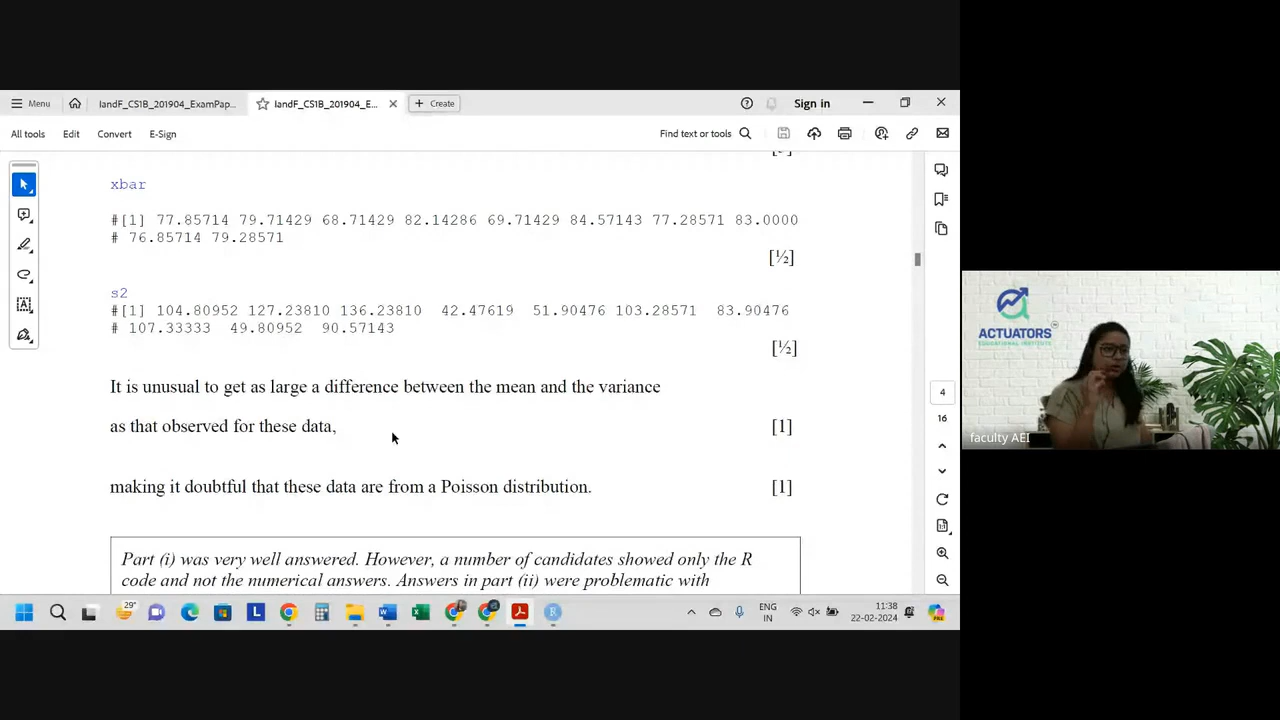 Menu
IandF_CS1B_201904_ExamPap...
IandF_CS1B_201904_E...
Create
Sign in
All tools
Edit
Convert
E-Sign
Find text or tools
xbar
#[1] 77.85714 79.71429 68.71429 82.14286 69.71429 84.57143 77.28571 83.0000
# 76.85714 79.28571
[½]
s2
#[1] 104.80952 127.23810 136.23810 42.47619 51.90476 103.28571 83.90476
# 107.33333 49.80952 90.57143
[½]
It is unusual to get as large a difference between the mean and the variance
as that observed for these data, [1]
making it doubtful that these data are from a Poisson distribution. [1]
Part (i) was very well answered. However, a number of candidates showed only the R
code and not the numerical answers. Answers in part (ii) were problematic with
4
16
ACTUATORS
EDUCATIONAL INSTITUTE
faculty AEI
29°
ENG
IN
11:38
22-02-2024